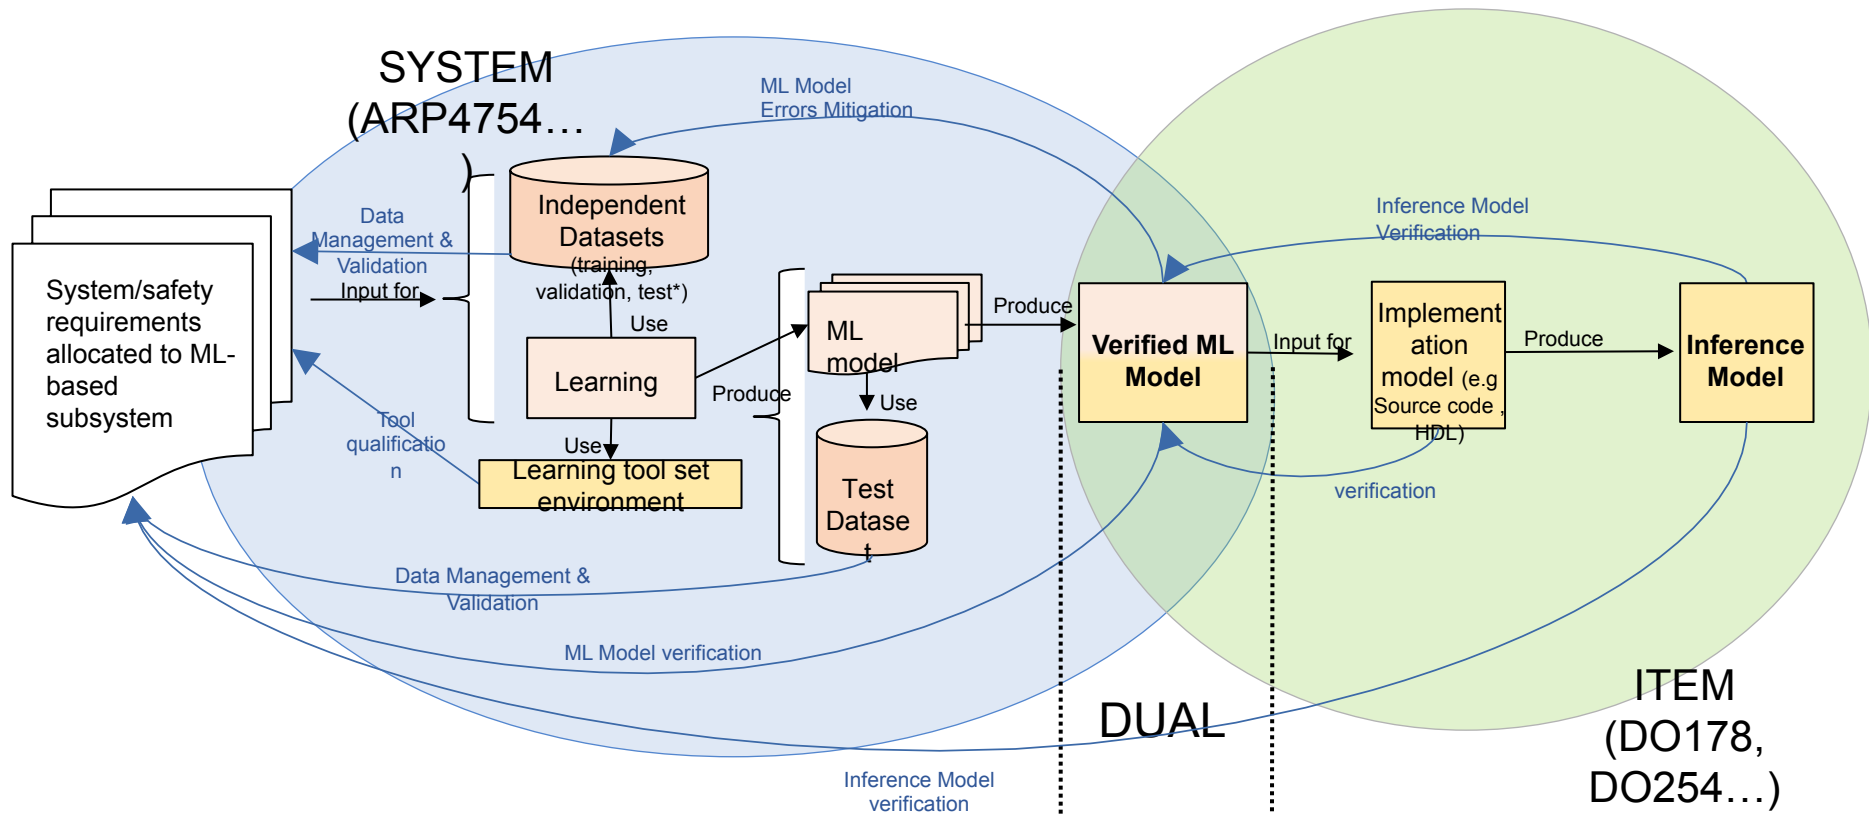 SYSTEM
(ARP4754…
)
ML Model
Errors Mitigation
Data
Management &
Validation
Input for
System/safety
requirements
allocated to ML-
based
subsystem
Independent
Datasets
(training,
validation, test*)
Use
Learning
Use
Learning tool set
environment
Tool
qualificatio
n
Produce
ML
model
Use
Test
Datase
t
Produce
Verified ML
Model
Input for
Inference Model
Verification
Implement
ation
model (e.g
Source code ,
HDL)
Produce
Inference
Model
verification
Data Management &
Validation
ML Model verification
Inference Model
verification
DUAL
ITEM
(DO178,
DO254…)